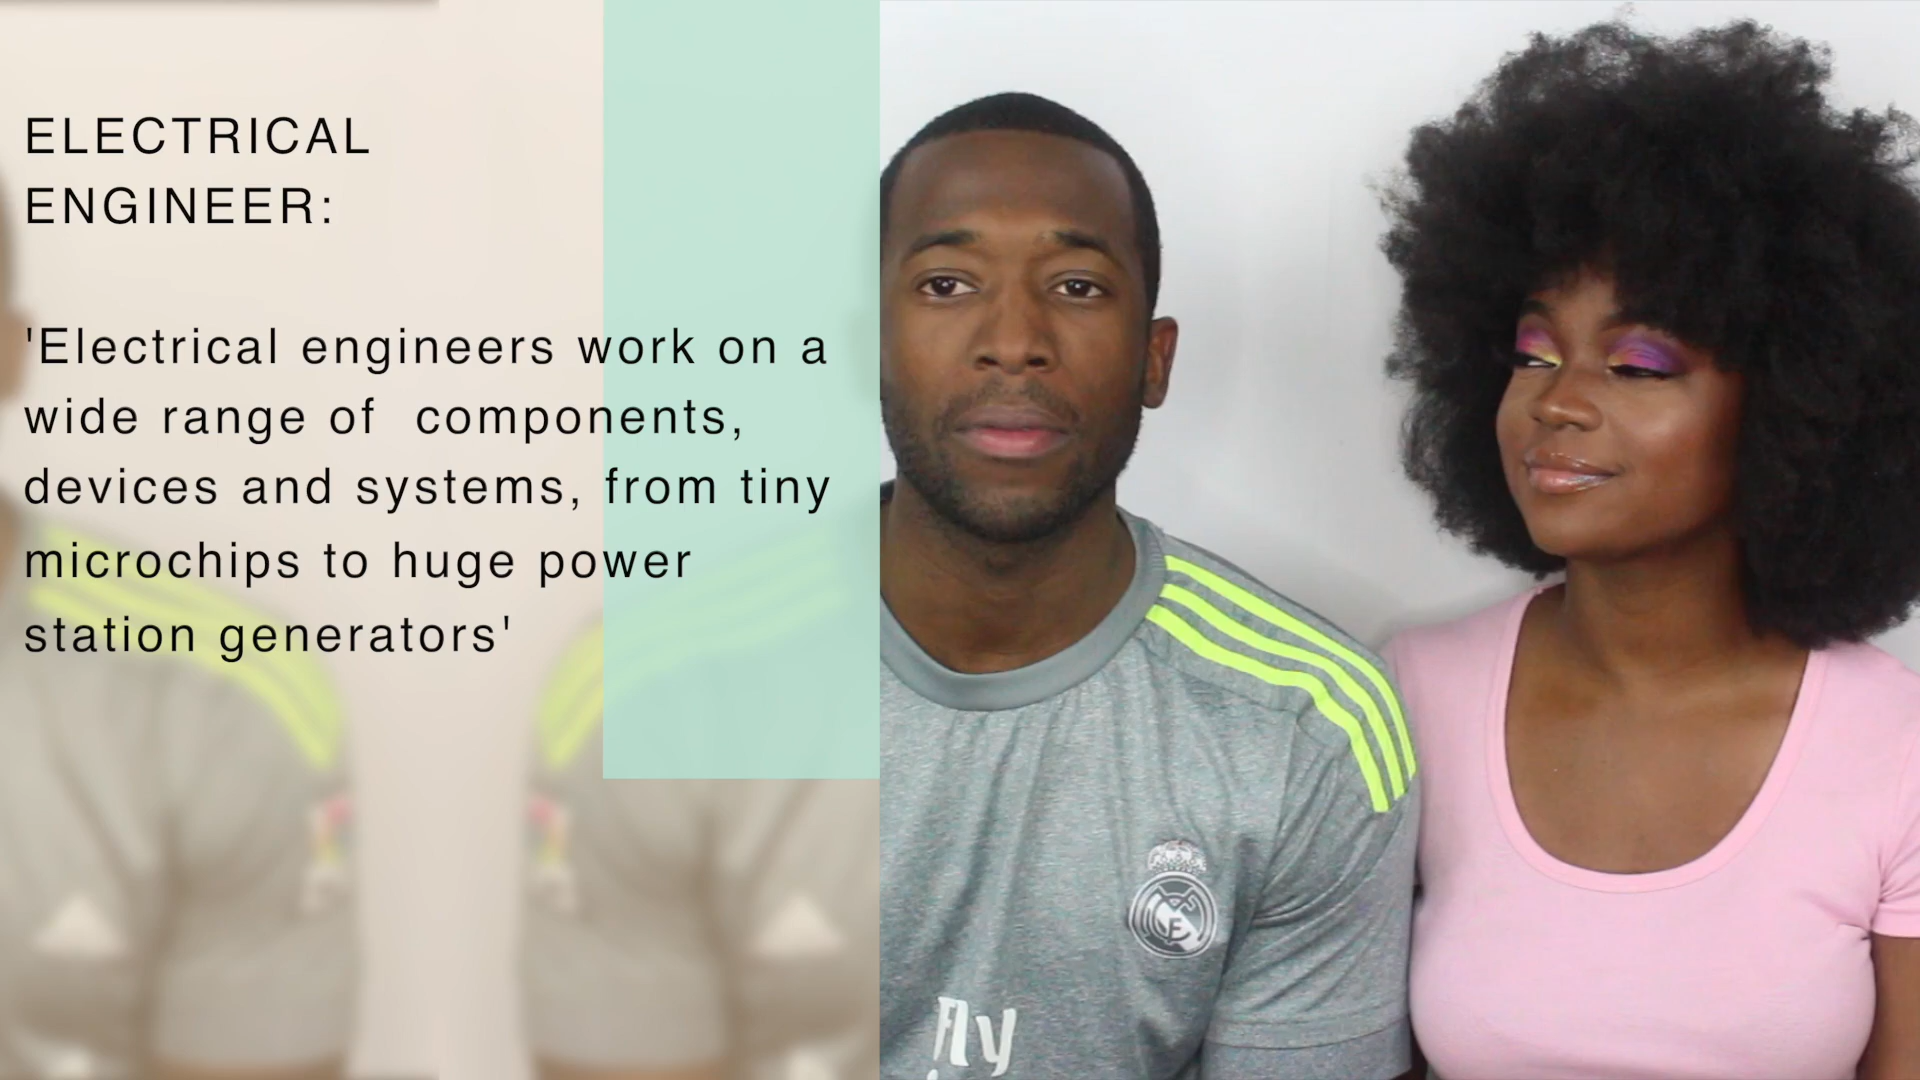 ELECTRICAL
ENGINEER:
'Electrical engineers work on a
wide range of  components,
devices and systems, from tiny
microchips to huge power
station generators'
Fly